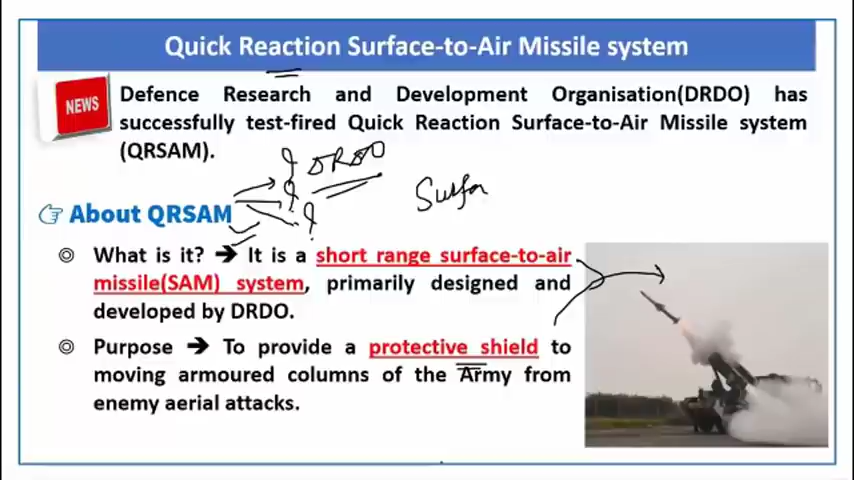 Quick Reaction Surface-to-Air Missile system
NEWS
Defence Research and Development Organisation(DRDO) has
successfully test-fired Quick Reaction Surface-to-Air Missile system
(QRSAM).
DRDO
Surfa
About QRSAM
What is it? ➔ It is a short range surface-to-air
missile(SAM) system, primarily designed and
developed by DRDO.
Purpose ➔ To provide a protective shield to
moving armoured columns of the Army from
enemy aerial attacks.